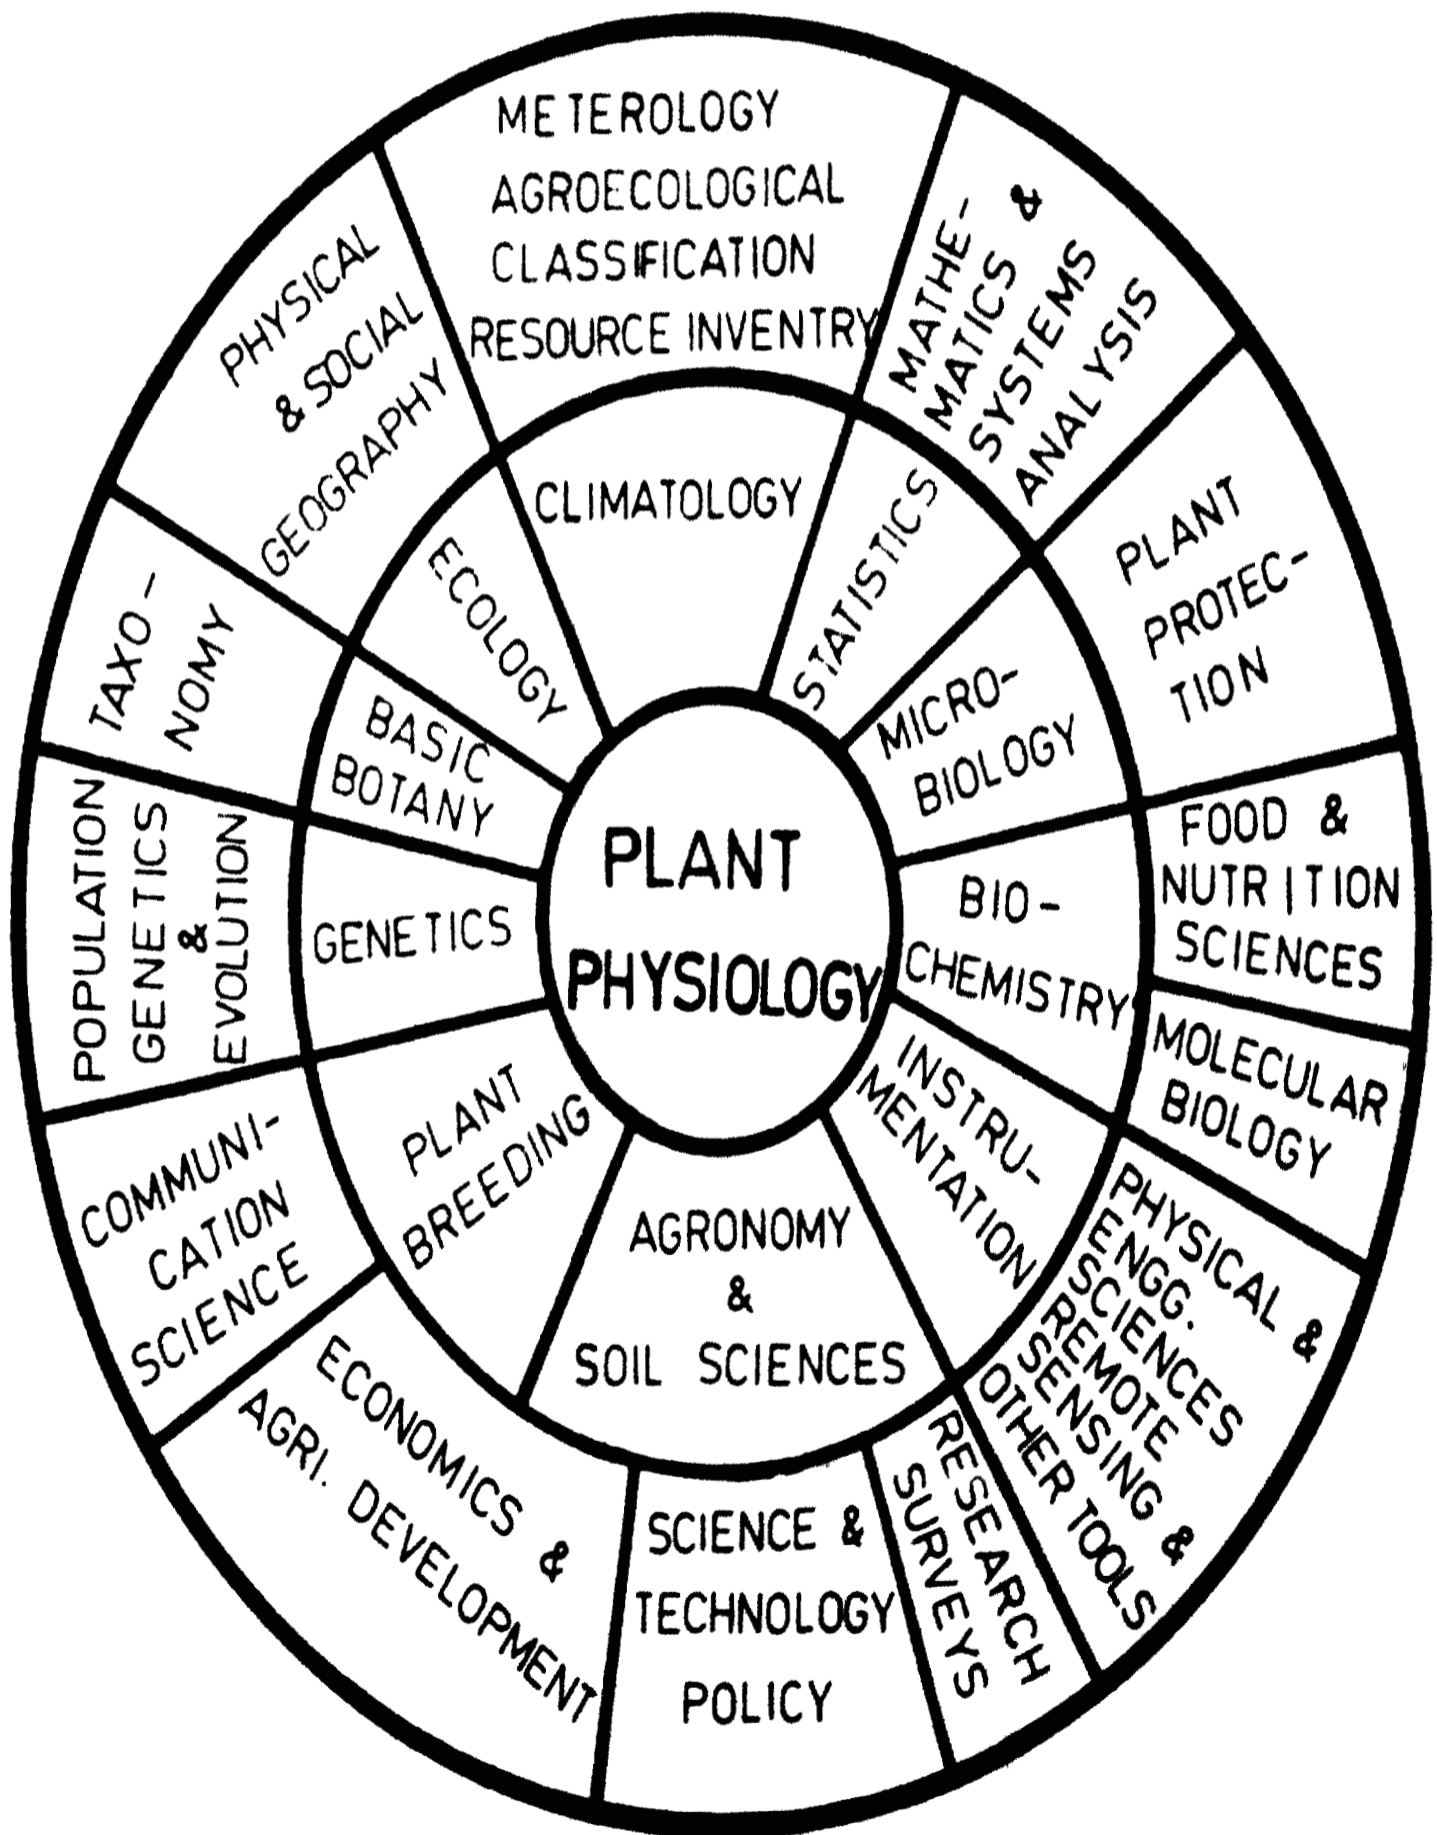 METEROLOGY
AGROECOLOGICAL
CLASSIFICATION
RESOURCE INVENTRY
MATHE-
MATICS &
SYSTEMS
ANALYSIS
PLANT
PROTEC-
TION
FOOD &
NUTRITION
SCIENCES
MOLECULAR
BIOLOGY
PHYSICAL &
ENGG.
SCIENCES
REMOTE
SENSING &
OTHER TOOLS
RESEARCH
SURVEYS
SCIENCE &
TECHNOLOGY
POLICY
ECONOMICS &
AGRI. DEVELOPMENT
COMMUNI-
CATION
SCIENCE
POPULATION
GENETICS
&
EVOLUTION
TAXO-
NOMY
PHYSICAL
& SOCIAL
GEOGRAPHY
CLIMATOLOGY
STATISTICS
MICRO-
BIOLOGY
BIO-
CHEMISTRY
INSTRU-
MENTATION
AGRONOMY
&
SOIL SCIENCES
PLANT
BREEDING
GENETICS
BASIC
BOTANY
ECOLOGY
PLANT
PHYSIOLOGY